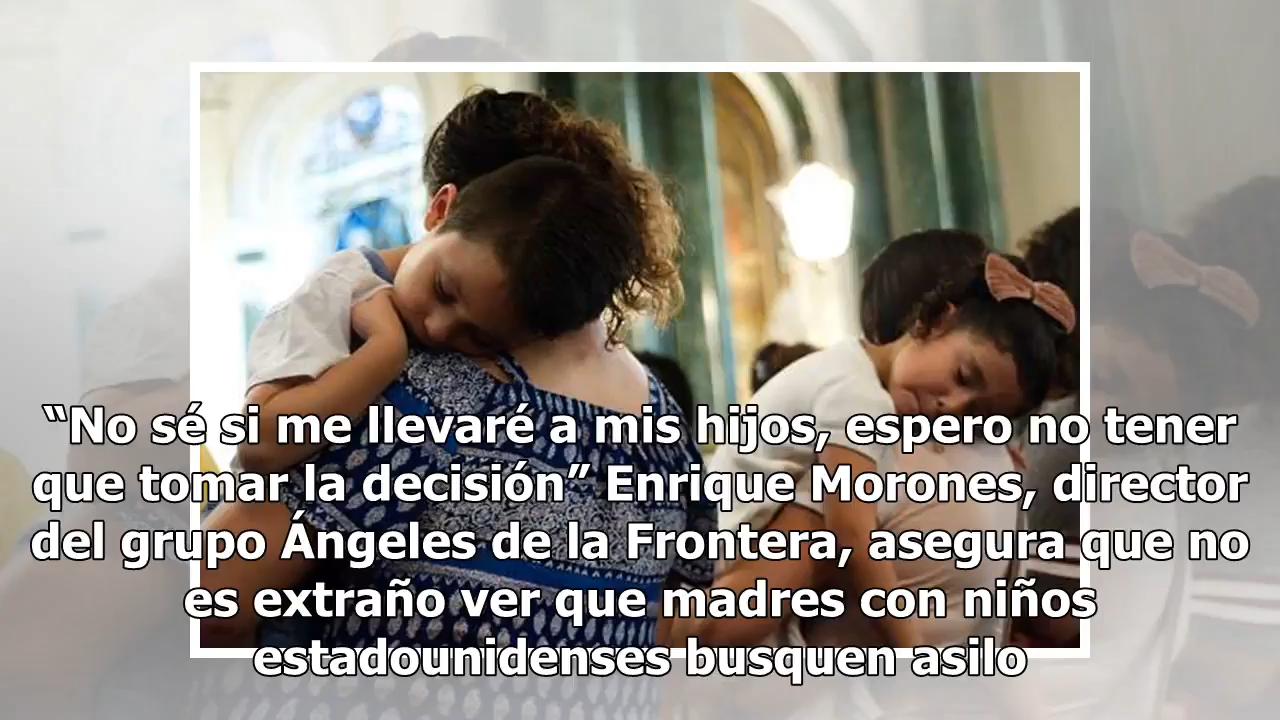 “No sé si me llevaré a mis hijos, espero no tener
que tomar la decisión” Enrique Morones, director
del grupo Ángeles de la Frontera, asegura que no
es extraño ver que madres con niños
estadounidenses busquen asilo